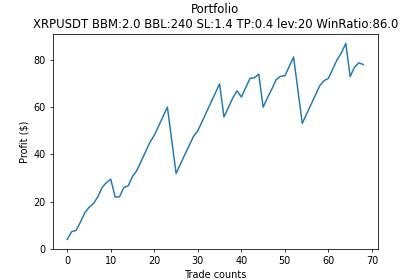 Portfolio
XRPUSDT BBM:2.0 BBL:240 SL:1.4 TP:0.4 lev:20 WinRatio:86.0
80
60
40
20
0
Profit ($)
0 10 20 30 40 50 60 70
Trade counts